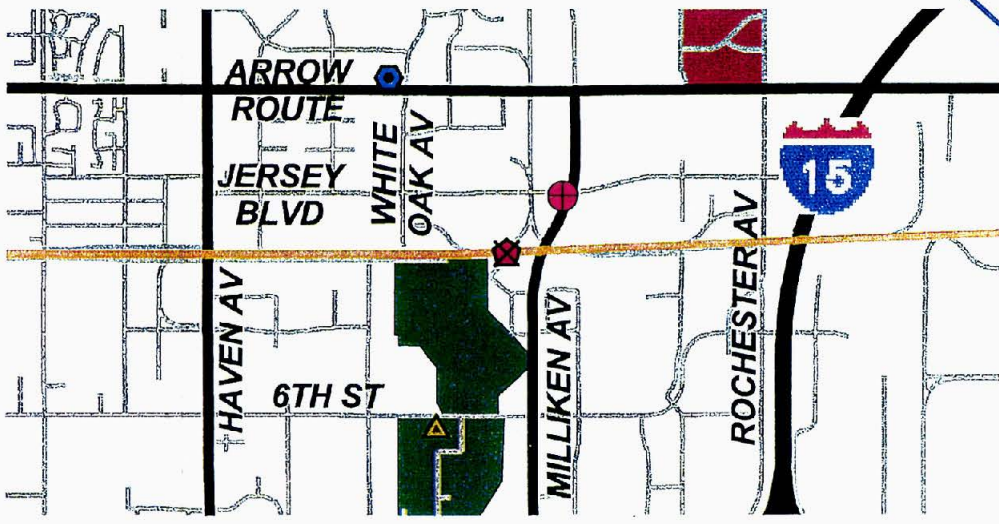 ARROW
ROUTE
WHITE
OAK AV
JERSEY
BLVD
15
HAVEN AV
6TH ST
MILLIKEN AV
ROCHESTER AV